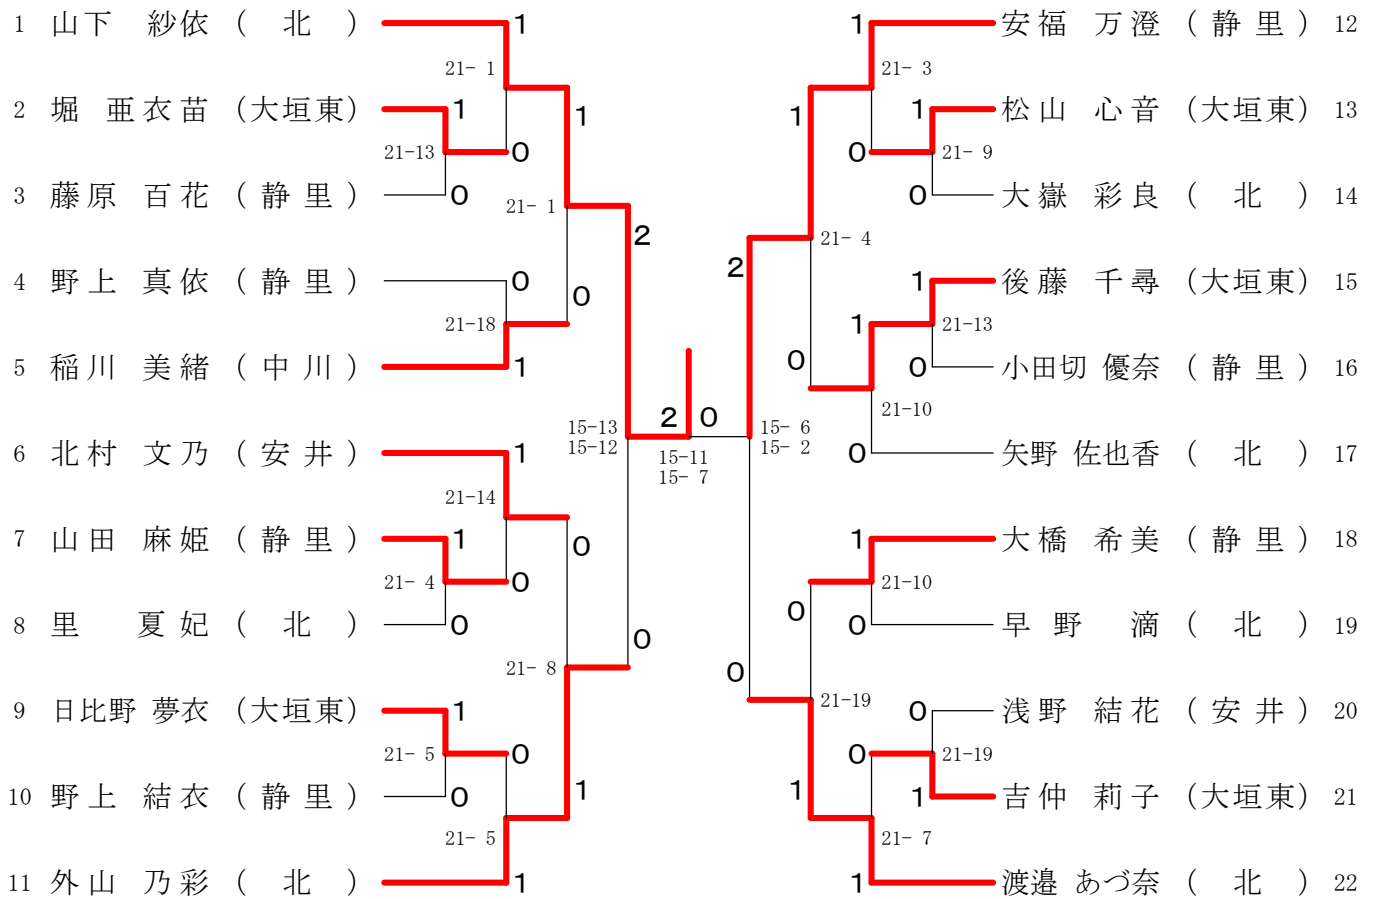 1 山下 紗依 ( 北 ) 1 1 安福 万澄 ( 静 里 ) 12
21- 1 21- 3
2 堀 亜衣苗 (大垣東) 1 1 1 1 松山 心音 (大垣東) 13
21-13 0 0 21- 9
3 藤原 百花 ( 静 里 ) 0 0 大嶽 彩良 ( 北 ) 14
21- 1
2 21- 4
4 野上 真依 ( 静 里 ) 0 0 2 1 後藤 千尋 (大垣東) 15
21-18 1 21-13
5 稲川 美緒 ( 中 川 ) 1 0 0 小田切 優奈 ( 静 里 ) 16
21-10
2 0
15-13 15- 6
15-12 15- 2
6 北村 文乃 ( 安 井 ) 1 15-11 0 矢野 佐也香 ( 北 ) 17
15- 7
21-14
7 山田 麻姫 ( 静 里 ) 1 0 1 大橋 希美 ( 静 里 ) 18
21- 4 0 21-10
8 里 夏妃 ( 北 ) 0 0 0 0 早野 滴 ( 北 ) 19
21- 8 0
21-19
9 日比野 夢衣 (大垣東) 1 0 浅野 結花 ( 安 井 ) 20
21- 5 0 0 21-19
10 野上 結衣 ( 静 里 ) 0 1 1 1 吉仲 莉子 (大垣東) 21
21- 5 21- 7
11 外山 乃彩 ( 北 ) 1 1 渡邉 あづ奈 ( 北 ) 22